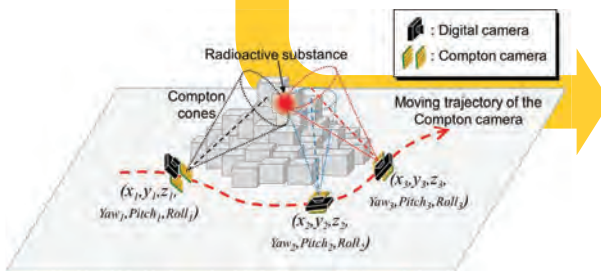 : Digital camera
: Compton camera
Radioactive substance
Compton
cones
Moving trajectory of the
Compton camera
(x₁,y₁,z₁,
Yaw₁,Pitch₁,Roll₁)
(x₂,y₂,z₂,
Yaw₂,Pitch₂,Roll₂)
(x₃,y₃,z₃,
Yaw₃,Pitch₃,Roll₃)